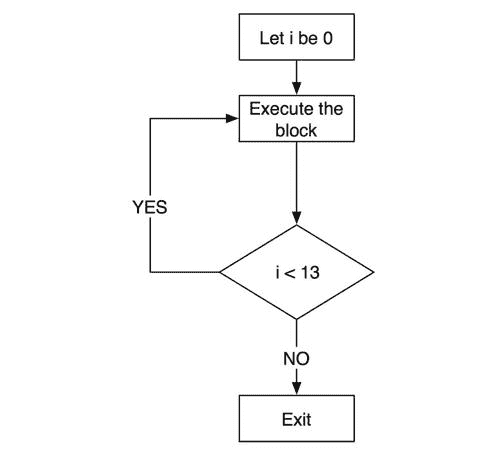 Let i be 0
Execute the
block
YES
i < 13
NO
Exit